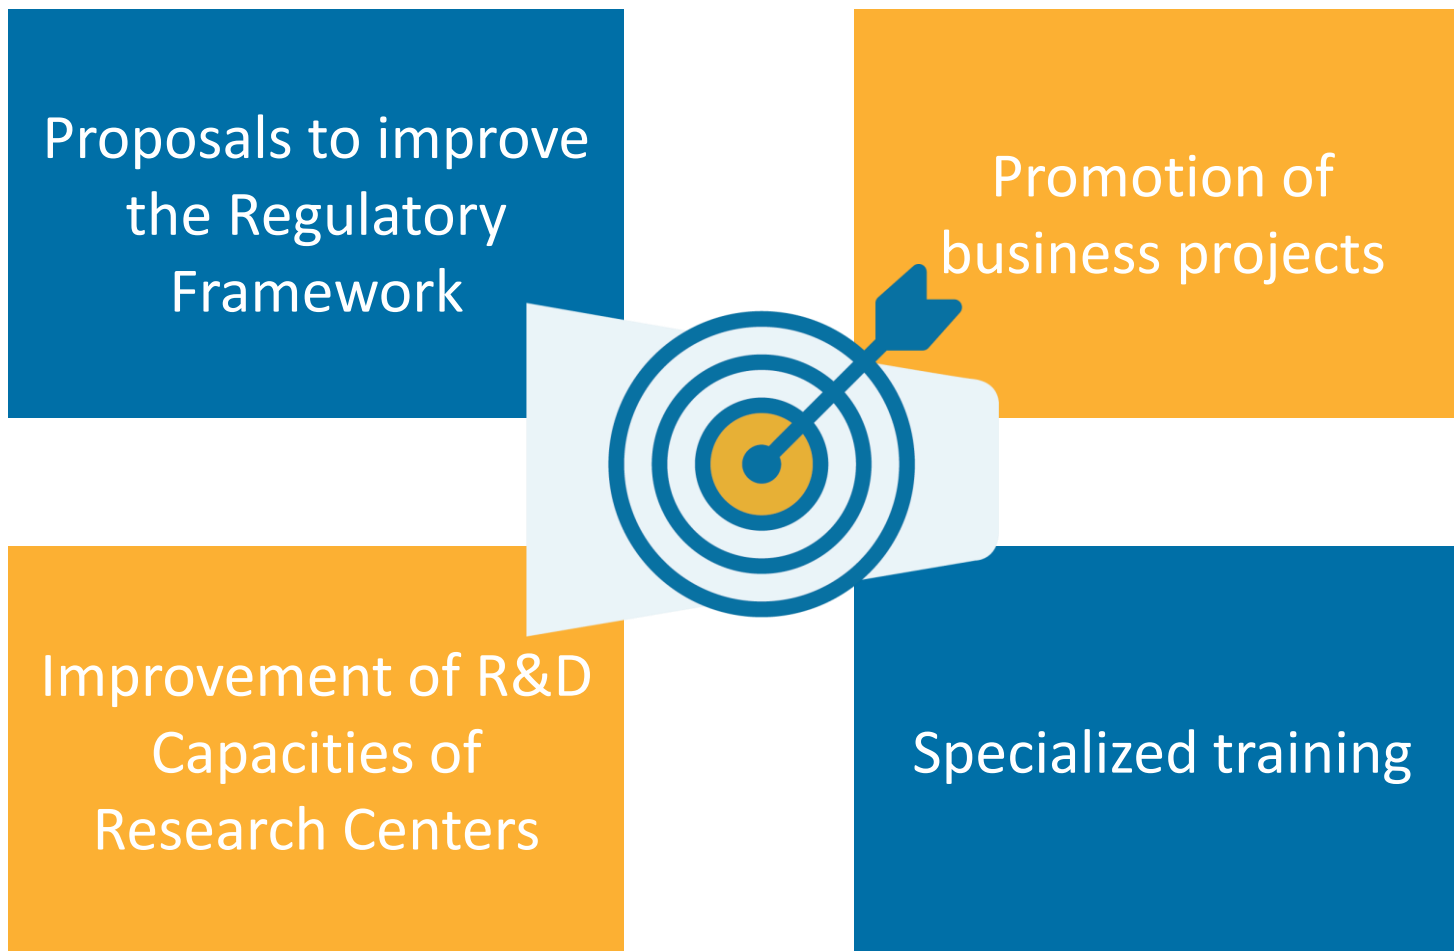 Proposals to improve
the Regulatory
Framework
Promotion of
business projects
Improvement of R&D
Capacities of
Research Centers
Specialized training